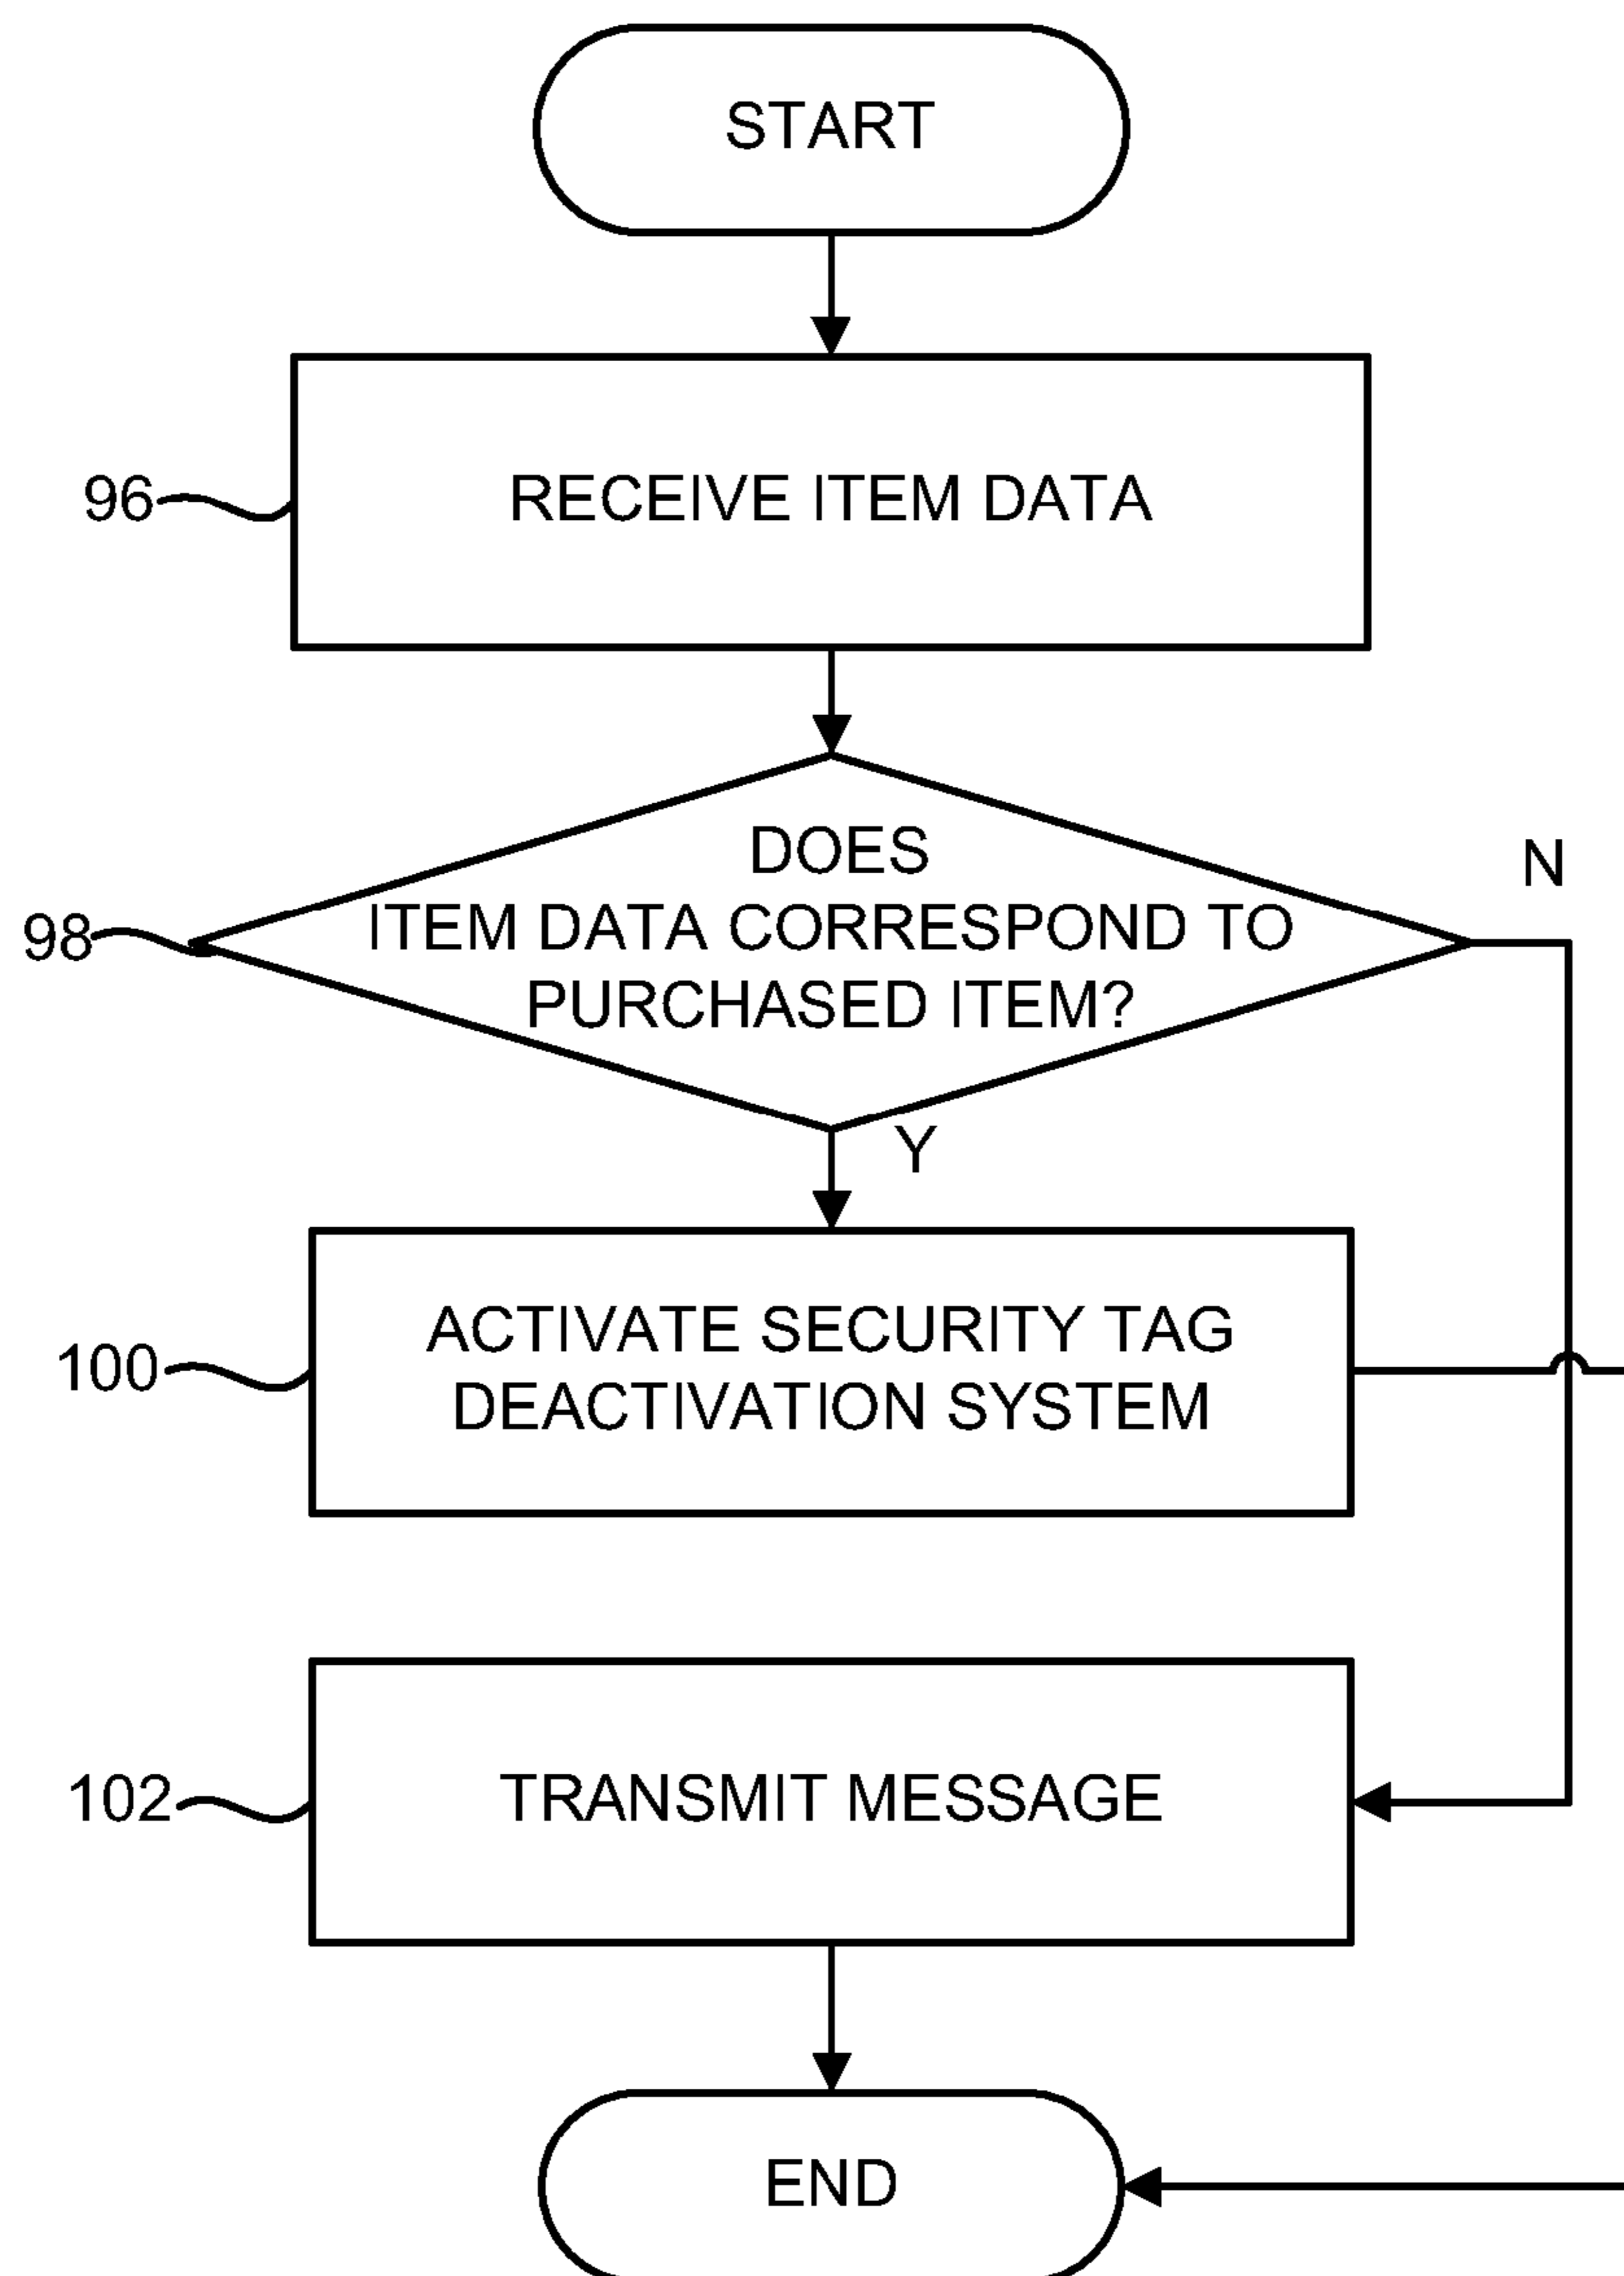 START
96
RECEIVE ITEM DATA
DOES
N
98
ITEM DATA CORRESPOND TO
PURCHASED ITEM?
Y
ACTIVATE SECURITY TAG
100
DEACTIVATION SYSTEM
102
TRANSMIT MESSAGE
END